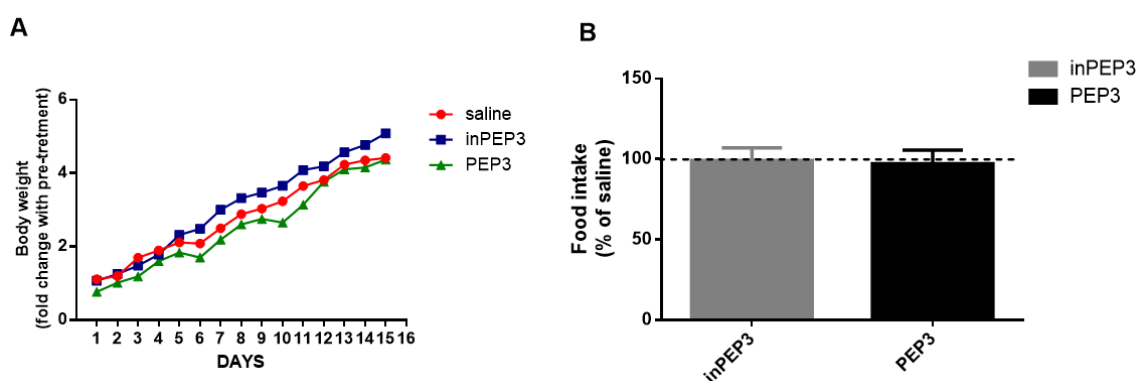 A
Body weight
(fold change with pre-tretment)
6
4
2
0
1 2 3 4 5 6 7 8 9 10 11 12 13 14 15 16
DAYS
saline
inPEP3
PEP3
B
Food intake
(% of saline)
150
100
50
0
inPEP3
PEP3
inPEP3
PEP3